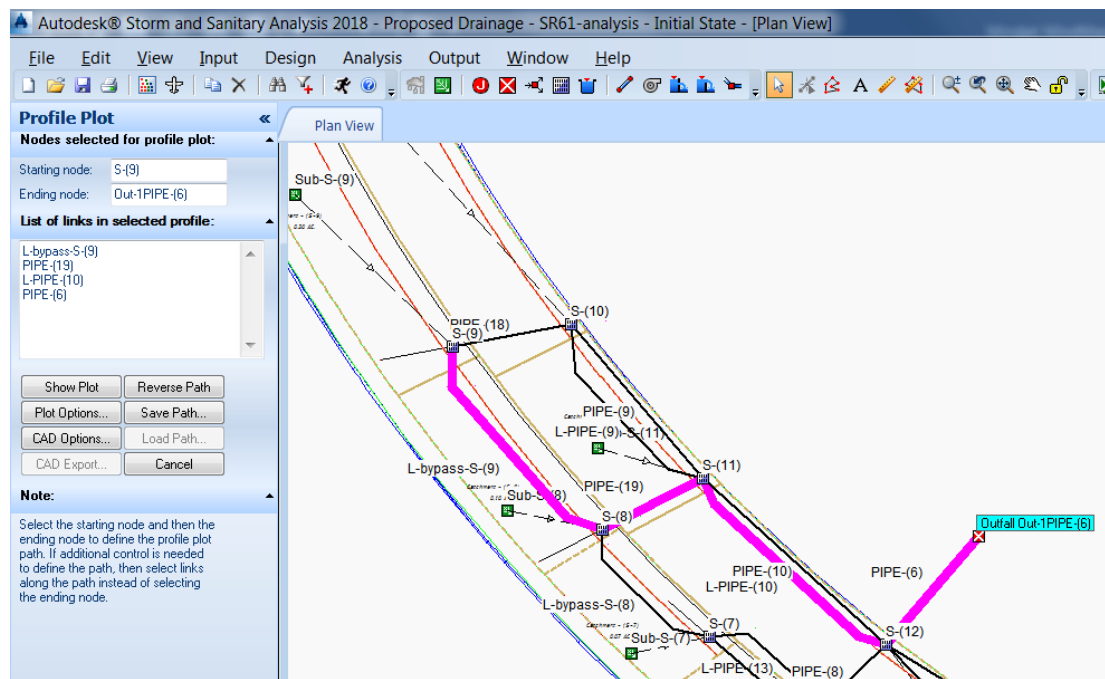 Autodesk® Storm and Sanitary Analysis 2018 - Proposed Drainage - SR61-analysis - Initial State - [Plan View]
File Edit View Input Design Analysis Output Window Help
Profile Plot «
Nodes selected for profile plot:
Starting node: S-(9)
Ending node: Out-1PIPE-(6)
List of links in selected profile:
L-bypass-S-(9)
PIPE-(19)
L-PIPE-(10)
PIPE-(6)
Show Plot Reverse Path
Plot Options... Save Path...
CAD Options... Load Path...
CAD Export... Cancel
Note:
Select the starting node and then the
ending node to define the profile plot
path. If additional control is needed
to define the path, then select links
along the path instead of selecting
the ending node.
Plan View
Sub-S-(9)
S-(10)
PIPE-(18)
S-(9)
PIPE-(9)
L-PIPE-(9) -S-(11)
S-(11)
L-bypass-S-(9)
PIPE-(19)
Sub-S-(8)
S-(8)
Outfall Out-1PIPE-(6)
PIPE-(10)
PIPE-(6)
L-PIPE-(10)
L-bypass-S-(8)
S-(7)
S-(12)
Catchment - (S-7)
0.07 AC.
Sub-S-(7)
L-PIPE-(13)
PIPE-(8)